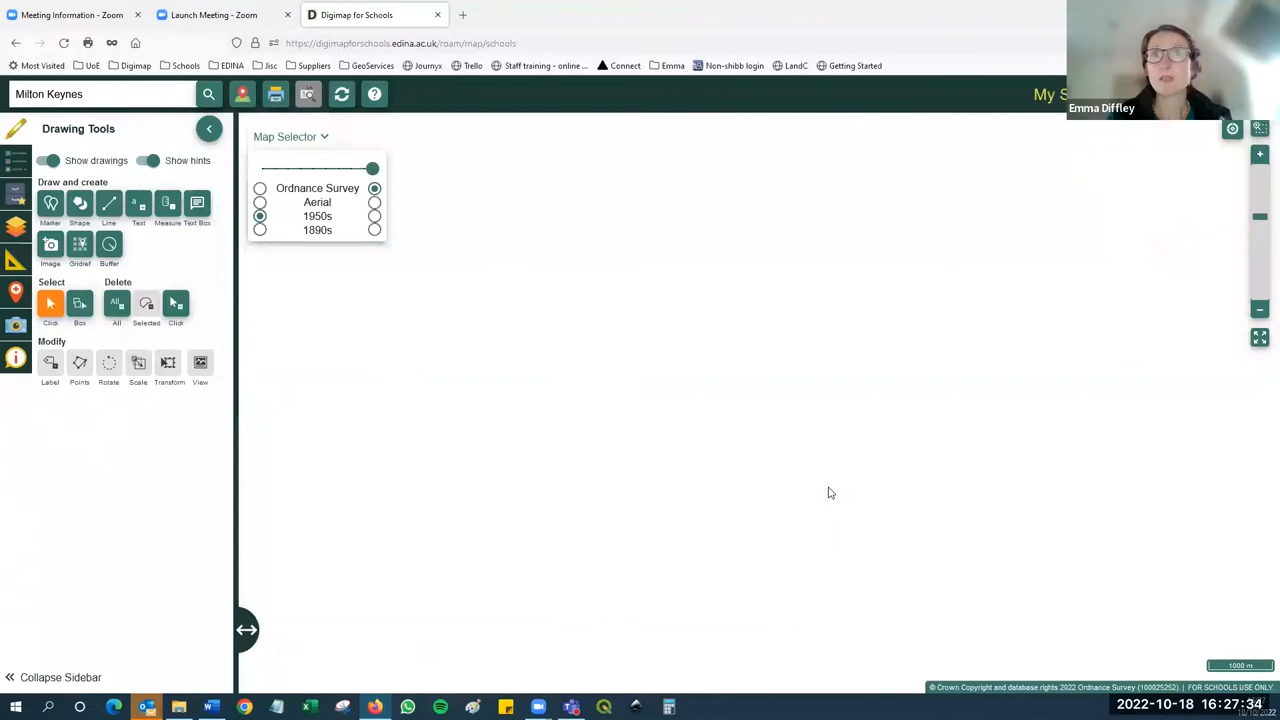 Meeting Information - Zoom
Launch Meeting - Zoom
Digimap for Schools
https://digimapforschools.edina.ac.uk/roam/map/schools
Most Visited UoE Digimap Schools EDINA Jisc Suppliers GeoServices Journyx Trello Staff training - online ... Connect Emma Non-shibb login LandC Getting Started
Milton Keynes
My S
Emma Diffley
Drawing Tools
Show drawings Show hints
Draw and create
Marker Shape Line Text Measure Text Box
Image Gridref Buffer
Select Delete
Click Box All Selected Click
Modify
Label Points Rotate Scale Transform View
Collapse Sidebar
Map Selector
Ordnance Survey
Aerial
1950s
1890s
1000 m
© Crown Copyright and database rights 2022 Ordnance Survey (100025252). | FOR SCHOOLS USE ONLY.
2022-10-18 16:27:34
18/10/2022